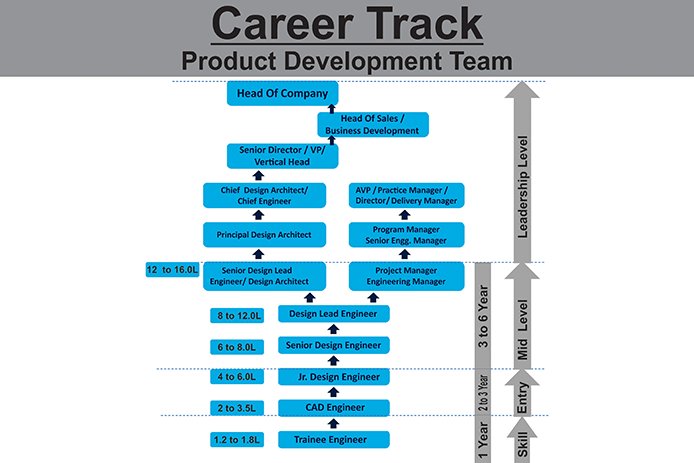 Career Track
Product Development Team
Head Of Company
Head Of Sales /
Business Development
Senior Director / VP/
Vertical Head
Chief Design Architect/
Chief Engineer
AVP / Practice Manager /
Director/ Delivery Manager
Principal Design Architect
Program Manager
Senior Engg. Manager
12 to 16.0L
Senior Design Lead
Engineer/ Design Architect
Project Manager
Engineering Manager
8 to 12.0L
Design Lead Engineer
6 to 8.0L
Senior Design Engineer
4 to 6.0L
Jr. Design Engineer
2 to 3.5L
CAD Engineer
1.2 to 1.8L
Trainee Engineer
3 to 6 Year
2 to 3 Year
1 Year
Leadership Level
Mid Level
Entry
Skill